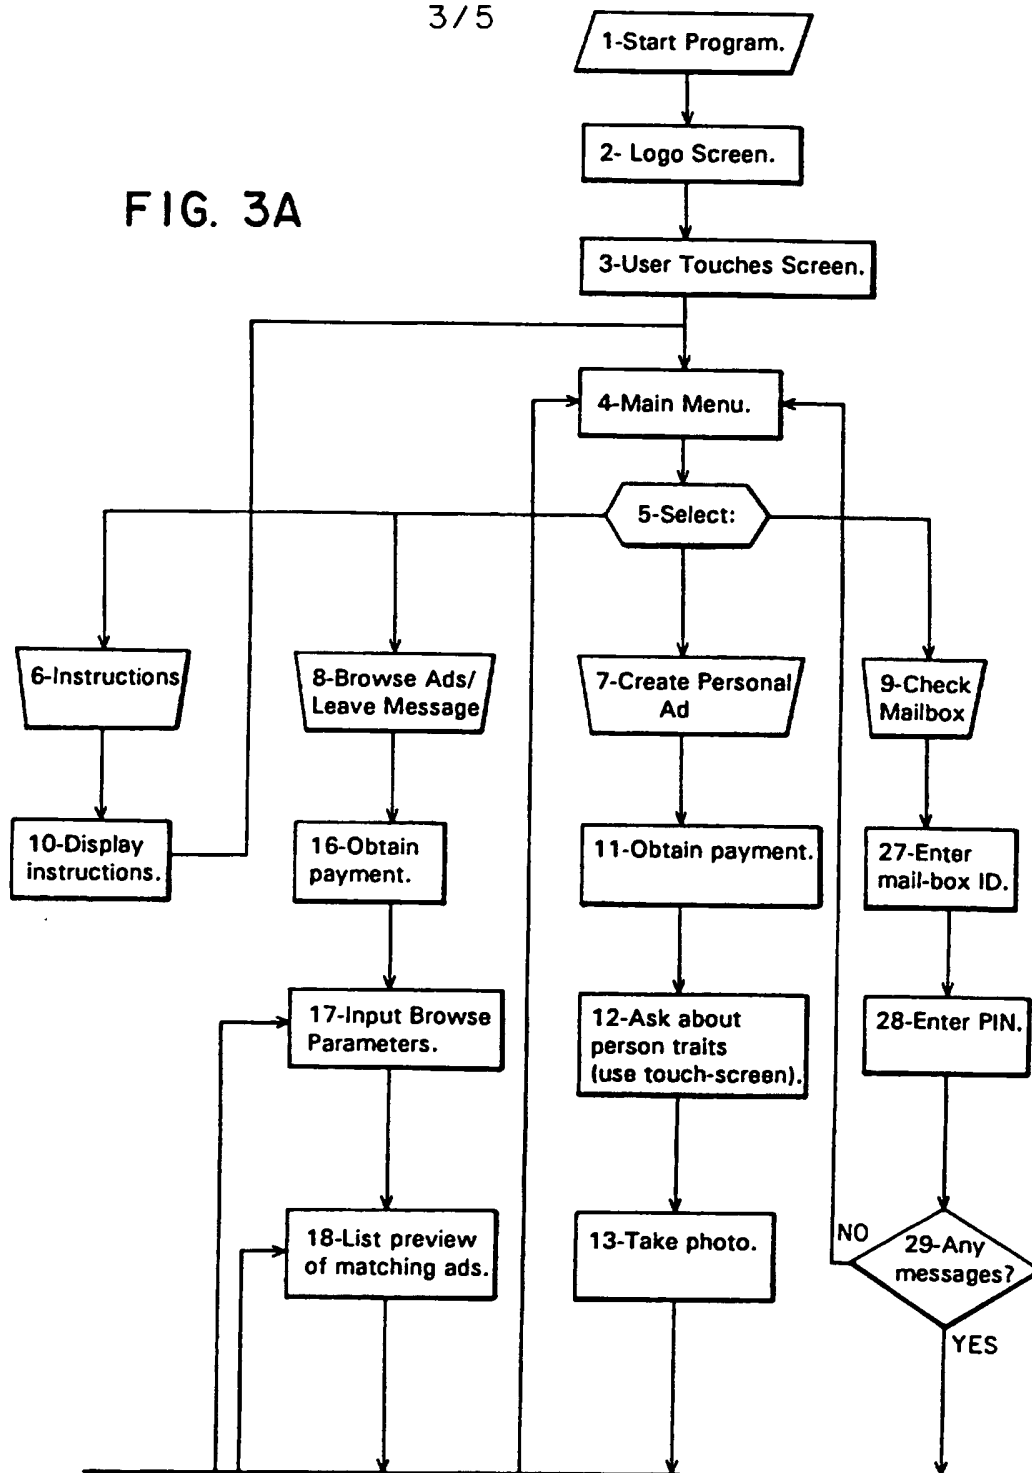 3/5
1-Start Program.
2- Logo Screen.
FIG. 3A
3-User Touches Screen.
4-Main Menu.
5-Select:
6-Instructions
8-Browse Ads/
Leave Message
7-Create Personal
Ad
9-Check
Mailbox
10-Display
instructions.
16-Obtain
payment.
11-Obtain payment.
27-Enter
mail-box ID.
17-Input Browse
Parameters.
12-Ask about
person traits
(use touch-screen).
28-Enter PIN.
18-List preview
of matching ads.
13-Take photo.
NO
29-Any
messages?
YES